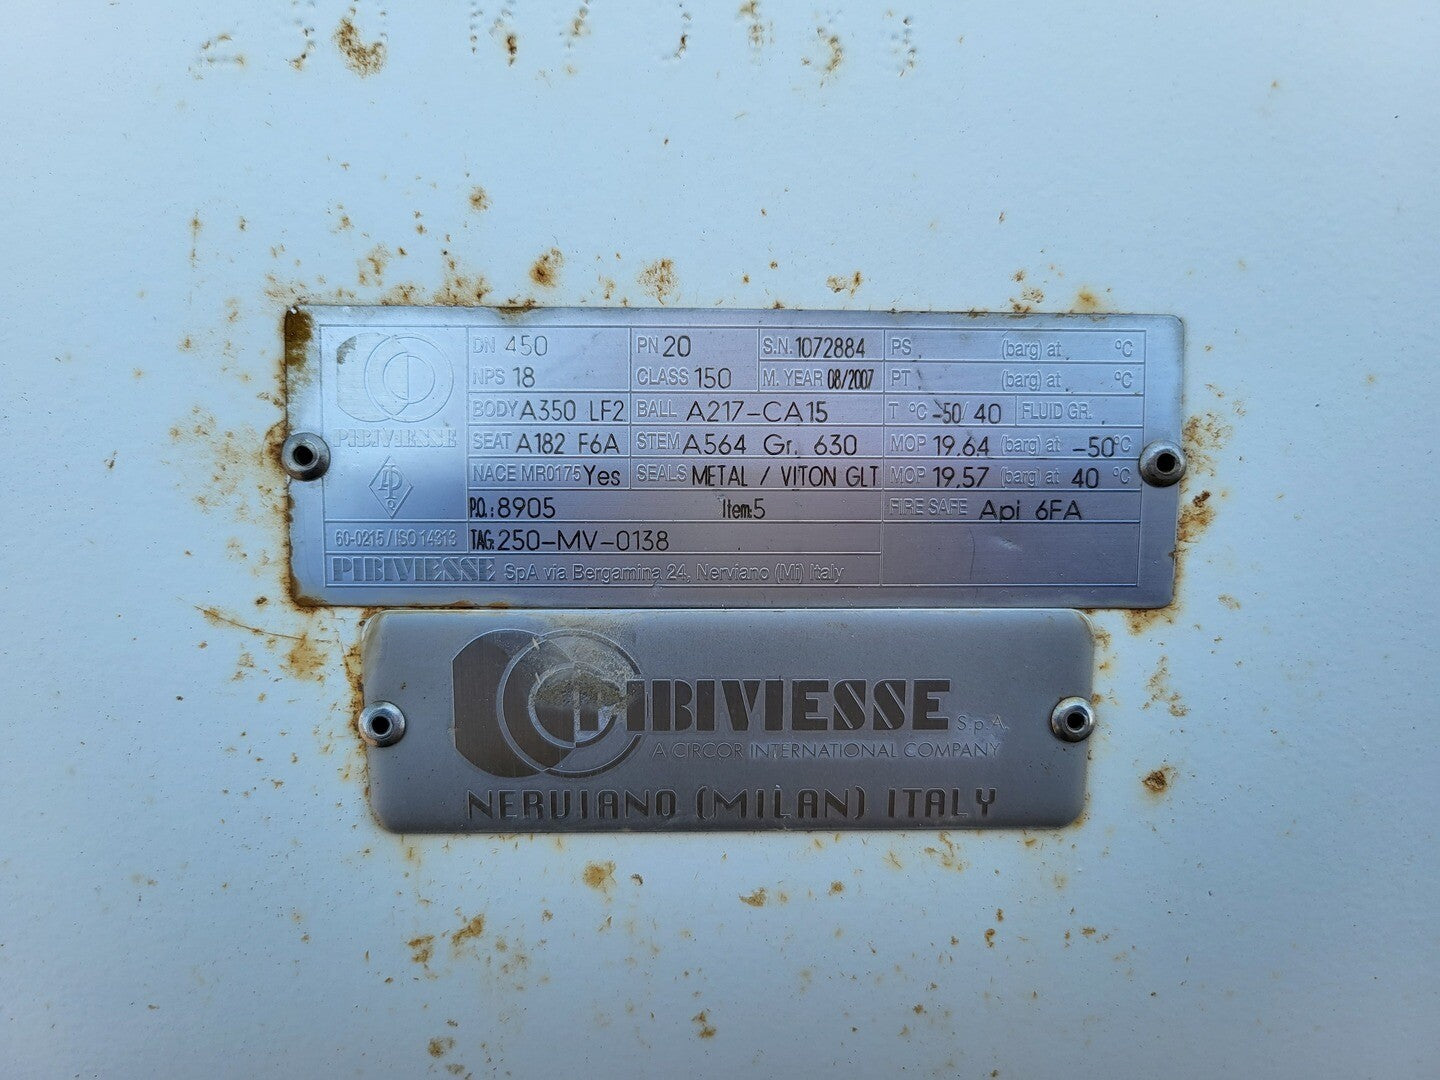 DN 450 PN 20 S.N. 1072884 PS (barg) at °C
NPS 18 CLASS 150 M. YEAR 08/2007 PT (barg) at °C
BODY A350 LF2 BALL A217-CA15 T °C -50/40 FLUID GR.
PIBIVIESSE SEAT A182 F6A STEM A564 Gr. 630 MOP 19.64 (barg) at -50°C
NACE MR0175 Yes SEALS METAL / VITON GLT MOP 19.57 (barg) at 40 °C
P.O.: 8905 Item: 5 FIRE SAFE Api 6FA
60-0215 / ISO 14313 TAG: 250-MV-0138
PIBIVIESSE SpA via Bergamina 24, Nerviano (Mi) Italy
PIBIVIESSE S.p.A.
A CIRCOR INTERNATIONAL COMPANY
NERVIANO (MILAN) ITALY